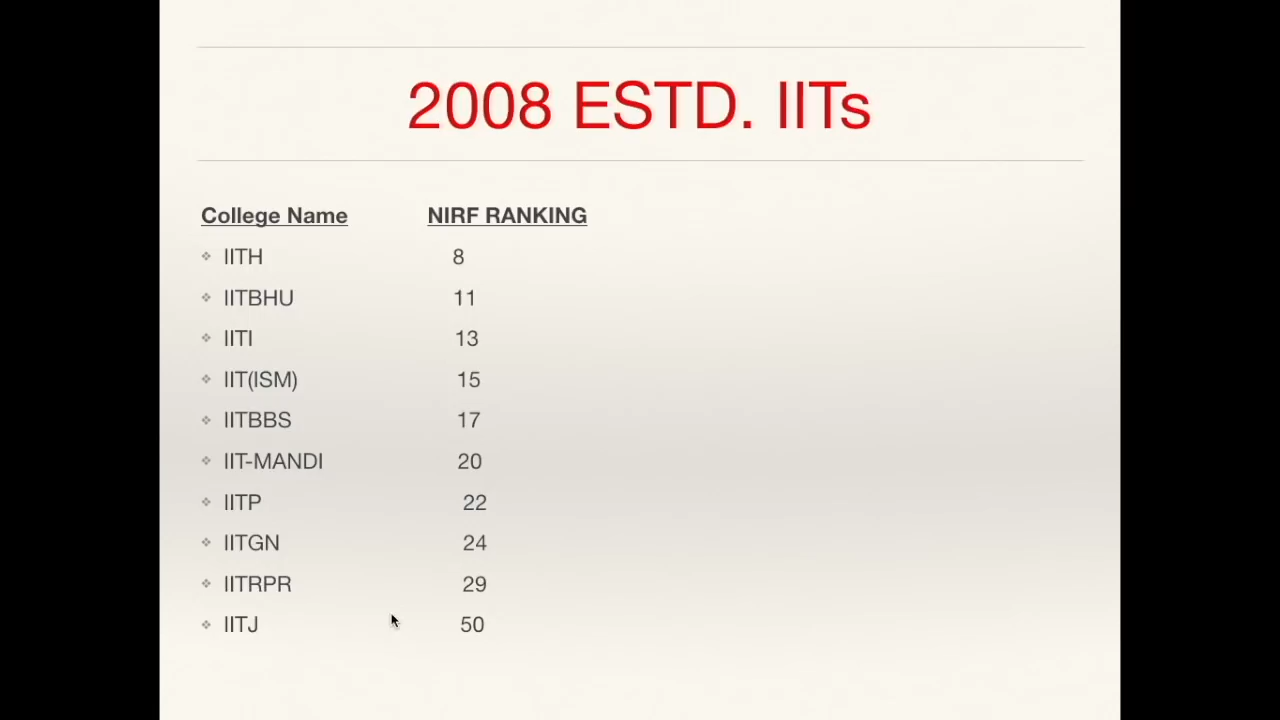 2008 ESTD. IITs
College Name NIRF RANKING
❖ IITH 8
❖ IITBHU 11
❖ IITI 13
❖ IIT(ISM) 15
❖ IITBBS 17
❖ IIT-MANDI 20
❖ IITP 22
❖ IITGN 24
❖ IITRPR 29
❖ IITJ 50